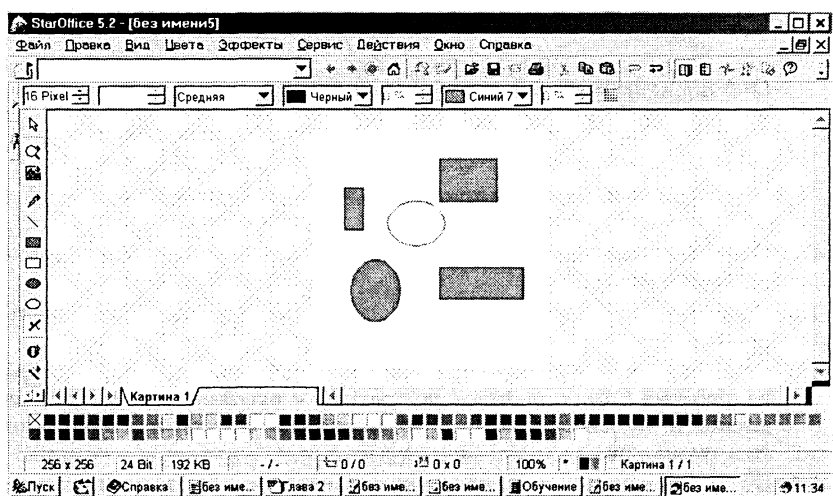 StarOffice 5.2 - [без имени5]
Файл Правка Вид Цвета Эффекты Сервис Действия Окно Справка
16 Pixel Средняя Черный Синий 7
Картина 1
256 x 256 24 Bit 192 KB - / - 0 / 0 0 x 0 100% * Картина 1 / 1
Пуск Справка без име... Глава 2 без име... без име... Обучение без име... без име... 11:34